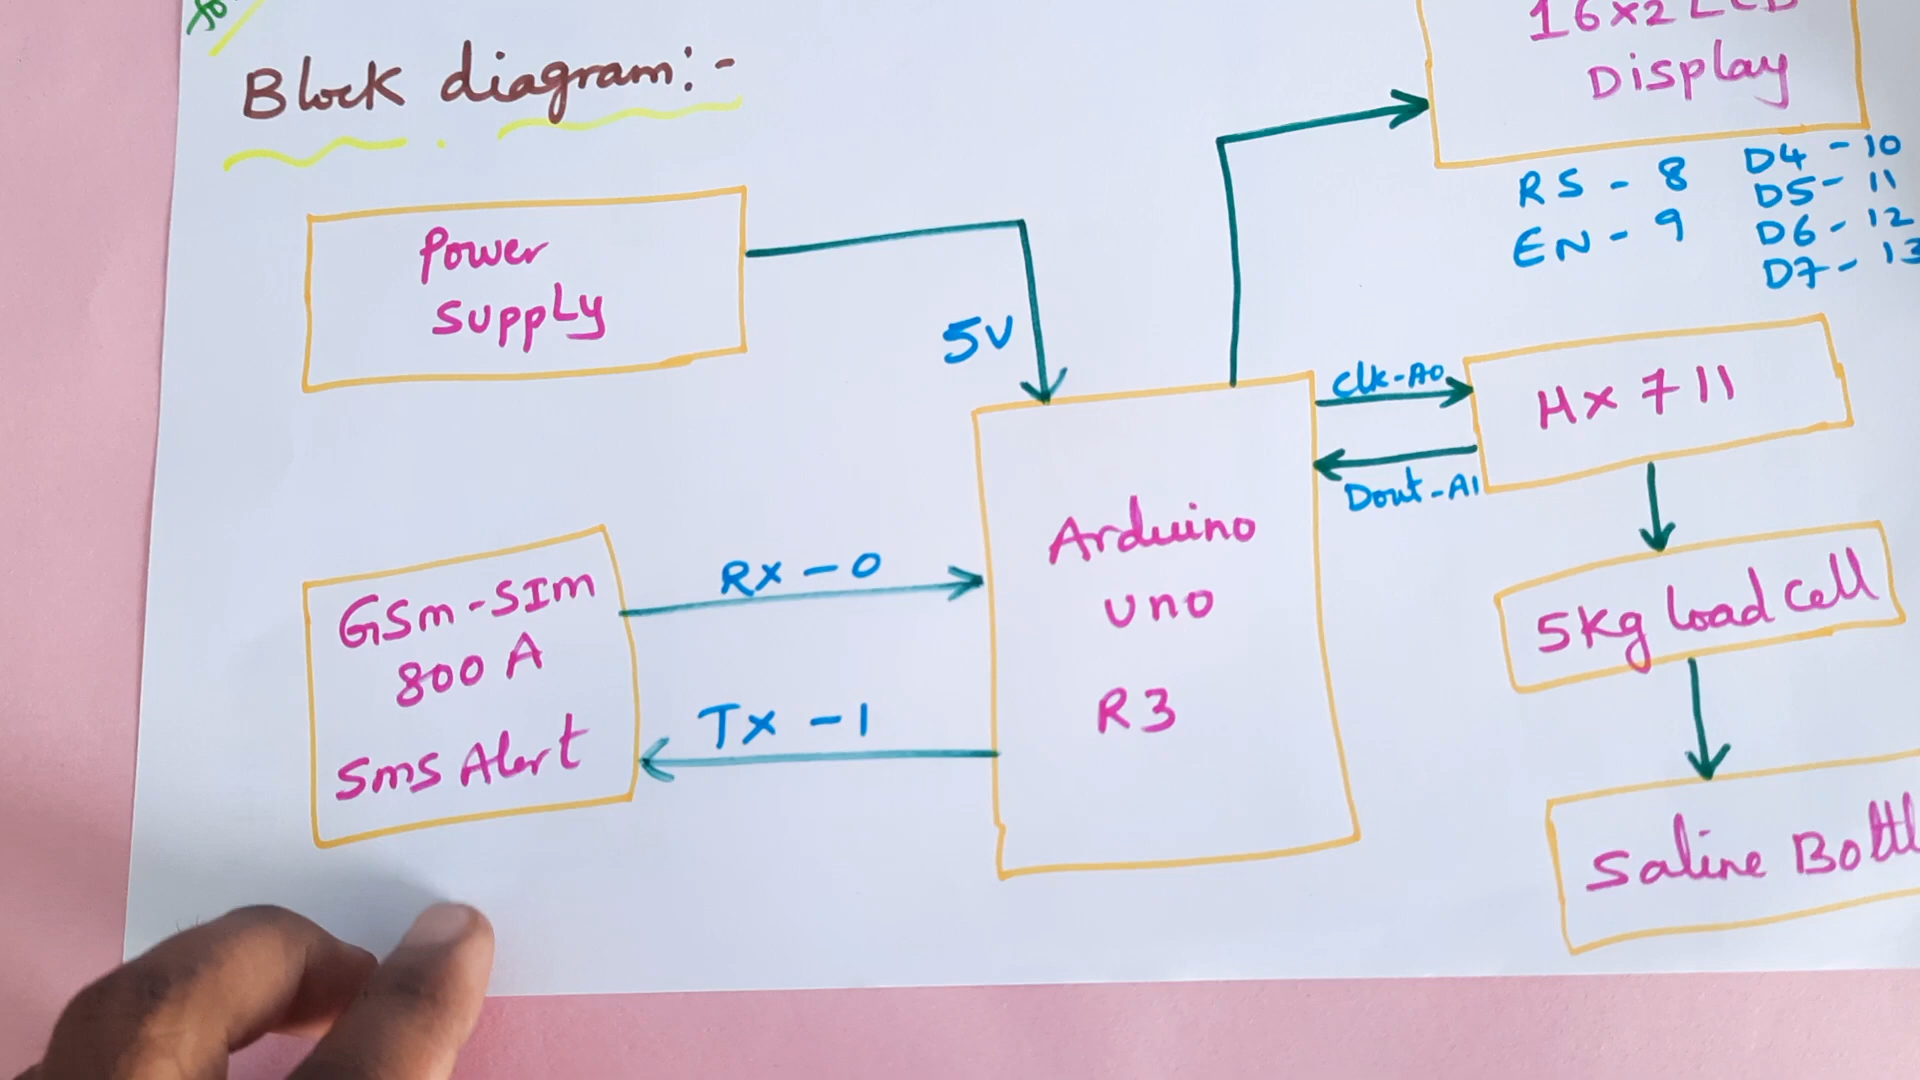 for
Block diagram:-
16x2 LCD
Display
RS - 8
EN - 9
D4 - 10
D5 - 11
D6 - 12
D7 - 13
Power
Supply
5V
Clk-A0
Dout-A1
Hx711
Arduino
uno
R3
GSm-SIm
800 A
Sms Alert
Rx - 0
Tx - 1
5Kg Load Cell
Saline Bottl